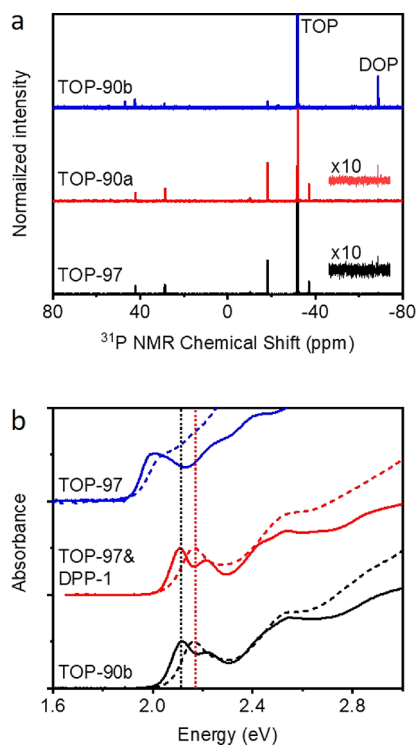 a
TOP
DOP
TOP-90b
x10
TOP-90a
x10
TOP-97
Normalized intensity
80 40 0 -40 -80
³¹P NMR Chemical Shift (ppm)
b
TOP-97
TOP-97&
DPP-1
TOP-90b
Absorbance
1.6 2.0 2.4 2.8
Energy (eV)